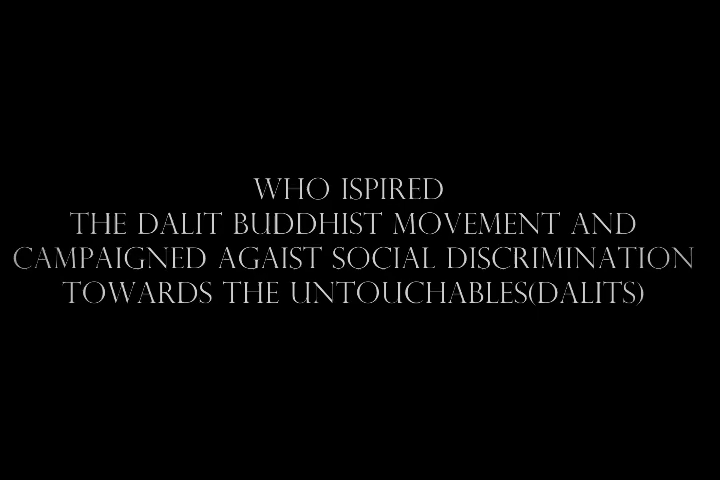 WHO ISPIRED
THE DALIT BUDDHIST MOVEMENT AND
CAMPAIGNED AGAIST SOCIAL DISCRIMINATION
TOWARDS THE UNTOUCHABLES(DALITS)